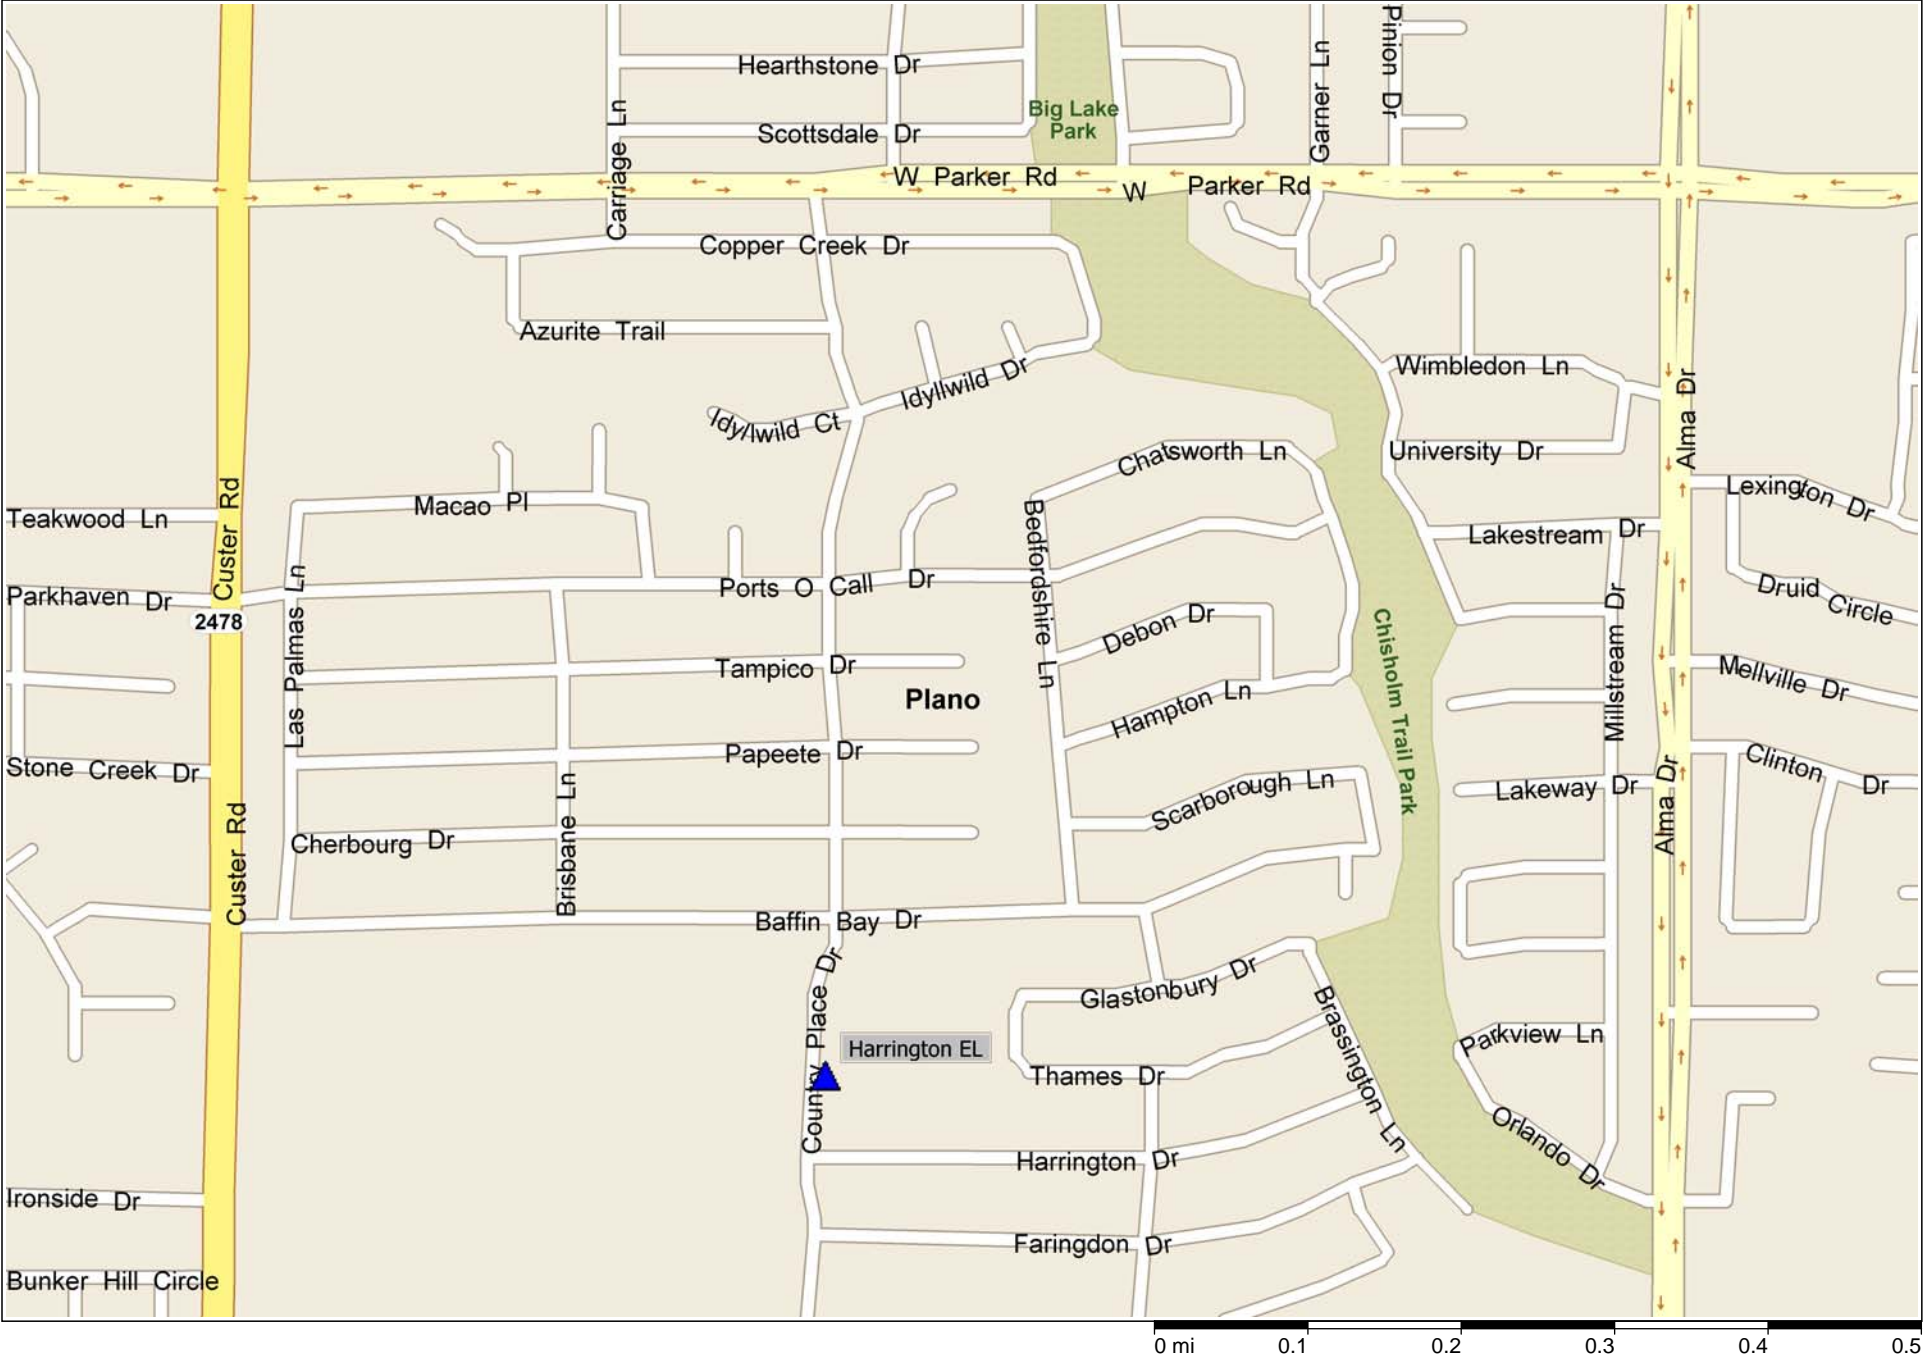 Pinion Dr
Garner Ln
Hearthstone Dr
Big Lake
Park
Carriage Ln
Scottsdale Dr
W Parker Rd
W Parker Rd
Copper Creek Dr
Azurite Trail
Idyllwild Dr
Idyllwild Ct
Wimbledon Ln
Alma Dr
University Dr
Chatsworth Ln
Lexington Dr
Macao Pl
Custer Rd
Teakwood Ln
Lakestream Dr
Bedfordshire Ln
Ports O Call Dr
Parkhaven Dr
2478
Las Palmas Ln
Druid Circle
Debon Dr
Chisholm Trail Park
Millstream Dr
Tampico Dr
Plano
Hampton Ln
Mellville Dr
Papeete Dr
Stone Creek Dr
Clinton Dr
Scarborough Ln
Lakeway Dr
Alma Dr
Brisbane Ln
Custer Rd
Cherbourg Dr
Baffin Bay Dr
Country Place Dr
Glastonbury Dr
Brassington Ln
Harrington EL
Parkview Ln
Thames Dr
Orlando Dr
Harrington Dr
Ironside Dr
Faringdon Dr
Bunker Hill Circle
0 mi 0.1 0.2 0.3 0.4 0.5